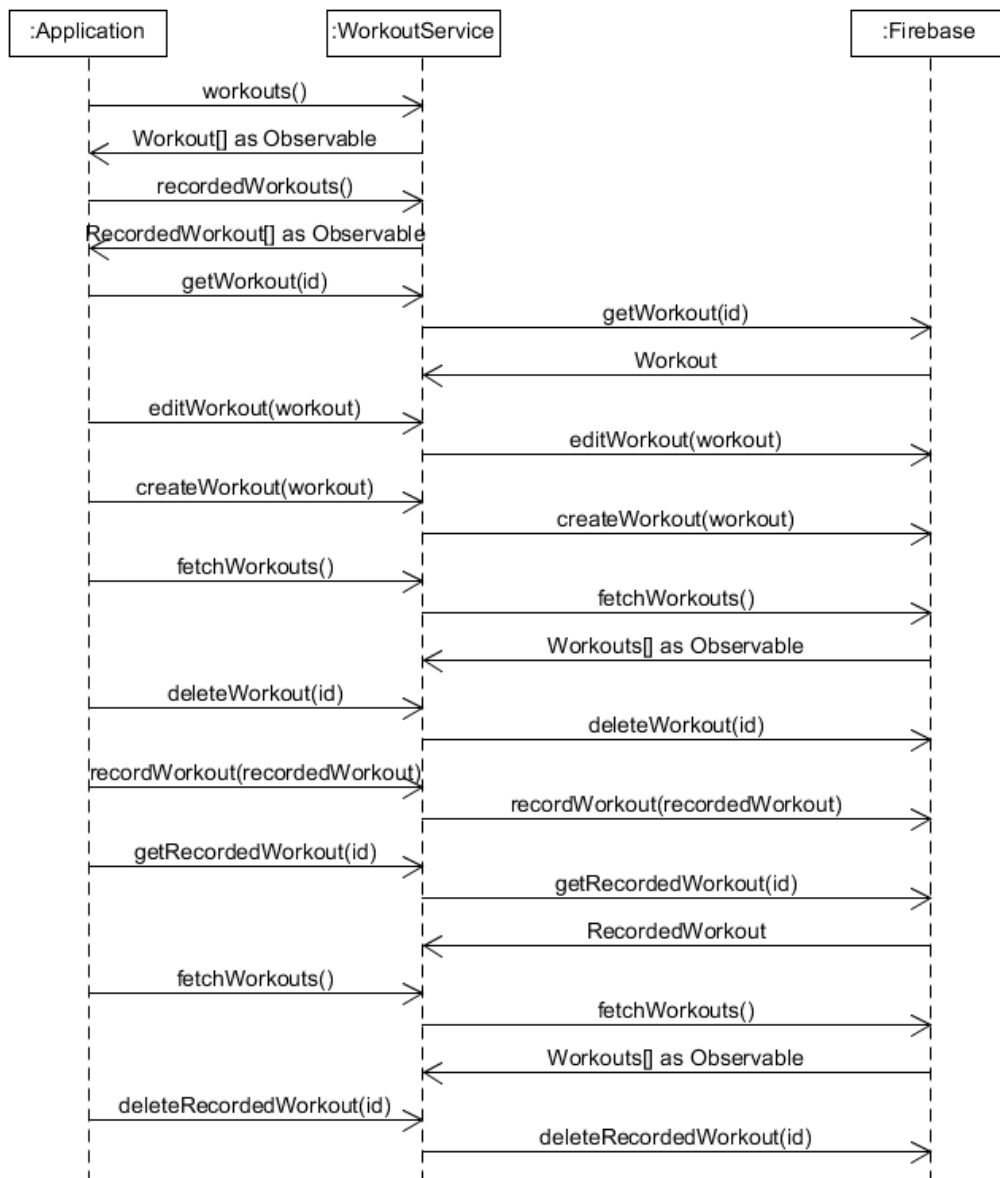 :Application
:WorkoutService
:Firebase
workouts()
Workout[] as Observable
recordedWorkouts()
RecordedWorkout[] as Observable
getWorkout(id)
getWorkout(id)
Workout
editWorkout(workout)
editWorkout(workout)
createWorkout(workout)
createWorkout(workout)
fetchWorkouts()
fetchWorkouts()
Workouts[] as Observable
deleteWorkout(id)
deleteWorkout(id)
recordWorkout(recordedWorkout)
recordWorkout(recordedWorkout)
getRecordedWorkout(id)
getRecordedWorkout(id)
RecordedWorkout
fetchWorkouts()
fetchWorkouts()
Workouts[] as Observable
deleteRecordedWorkout(id)
deleteRecordedWorkout(id)